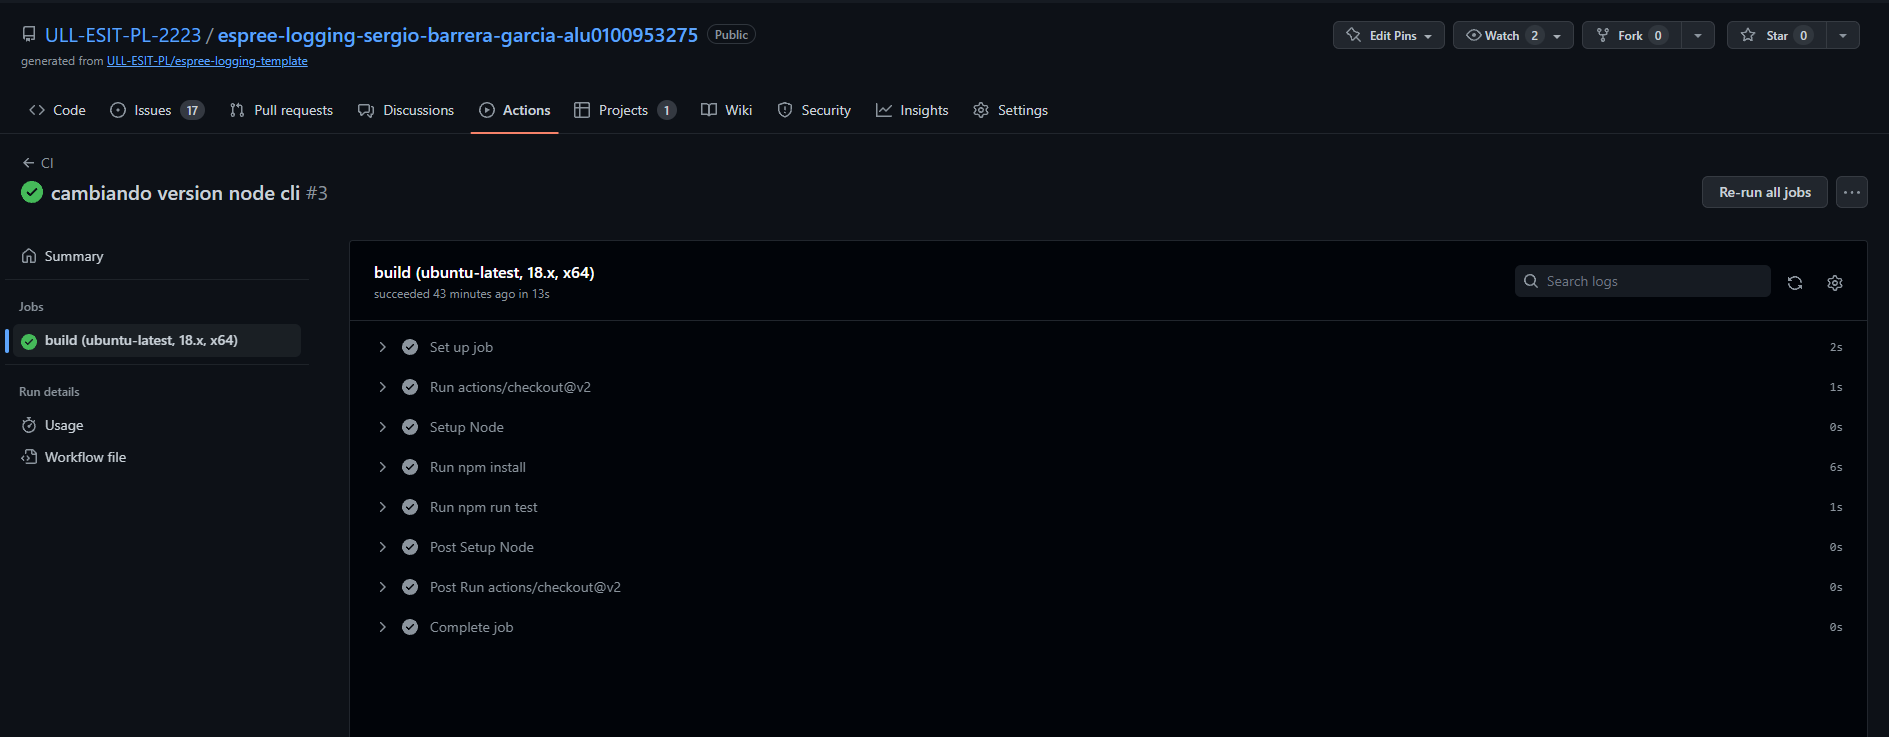 ULL-ESIT-PL-2223 / espree-logging-sergio-barrera-garcia-alu0100953275 Public
Edit Pins Watch 2 Fork 0 Star 0
generated from ULL-ESIT-PL/espree-logging-template
Code Issues 17 Pull requests Discussions Actions Projects 1 Wiki Security Insights Settings
CI
cambiando version node cli #3
Re-run all jobs
Summary
Jobs
build (ubuntu-latest, 18.x, x64)
Run details
Usage
Workflow file
build (ubuntu-latest, 18.x, x64)
succeeded 43 minutes ago in 13s
Search logs
Set up job 2s
Run actions/checkout@v2 1s
Setup Node 0s
Run npm install 6s
Run npm run test 1s
Post Setup Node 0s
Post Run actions/checkout@v2 0s
Complete job 0s